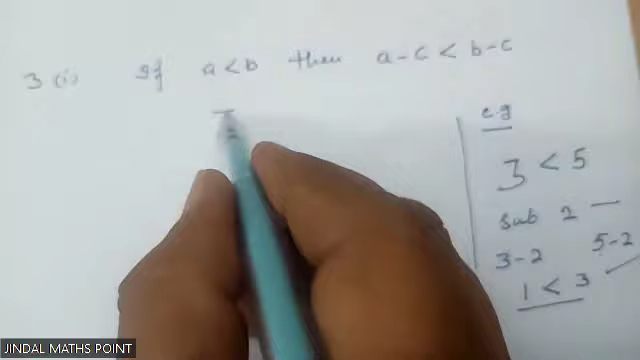 3 (i) If a < b then a - c < b - c
e.g
3 < 5
Sub 2
3-2 5-2
1 < 3
JINDAL MATHS POINT